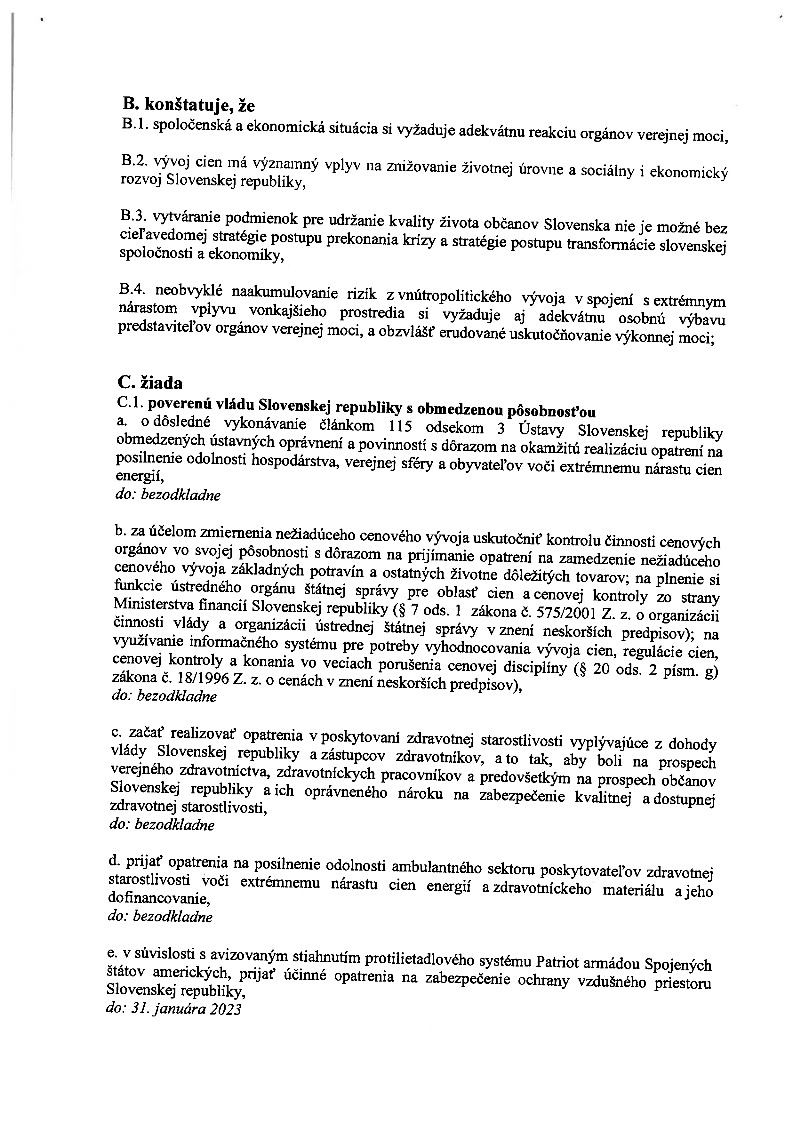 B. konštatuje, že
B.1. spoločenská a ekonomická situácia si vyžaduje adekvátnu reakciu orgánov verejnej moci,
B.2. vývoj cien má významný vplyv na znižovanie životnej úrovne a sociálny i ekonomický
rozvoj Slovenskej republiky,
B.3. vytváranie podmienok pre udržanie kvality života občanov Slovenska nie je možné bez
cieľavedomej stratégie postupu prekonania krízy a stratégie postupu transformácie slovenskej
spoločnosti a ekonomiky,
B.4. neobvyklé naakumulovanie rizík z vnútropolitického vývoja v spojení s extrémnym
nárastom vplyvu vonkajšieho prostredia si vyžaduje aj adekvátnu osobnú výbavu
predstaviteľov orgánov verejnej moci, a obzvlášť erudované uskutočňovanie výkonnej moci;
C. žiada
C.1. poverenú vládu Slovenskej republiky s obmedzenou pôsobnosťou
a. o dôsledné vykonávanie článkom 115 odsekom 3 Ústavy Slovenskej republiky
obmedzených ústavných oprávnení a povinností s dôrazom na okamžitú realizáciu opatrení na
posilnenie odolnosti hospodárstva, verejnej sféry a obyvateľov voči extrémnemu nárastu cien
energií,
do: bezodkladne
b. za účelom zmiernenia nežiadúceho cenového vývoja uskutočniť kontrolu činnosti cenových
orgánov vo svojej pôsobnosti s dôrazom na prijímanie opatrení na zamedzenie nežiadúceho
cenového vývoja základných potravín a ostatných životne dôležitých tovarov; na plnenie si
funkcie ústredného orgánu štátnej správy pre oblasť cien a cenovej kontroly zo strany
Ministerstva financií Slovenskej republiky (§ 7 ods. 1 zákona č. 575/2001 Z. z. o organizácii
činnosti vlády a organizácii ústrednej štátnej správy v znení neskorších predpisov); na
využívanie informačného systému pre potreby vyhodnocovania vývoja cien, regulácie cien,
cenovej kontroly a konania vo veciach porušenia cenovej disciplíny (§ 20 ods. 2 písm. g)
zákona č. 18/1996 Z. z. o cenách v znení neskorších predpisov),
do: bezodkladne
c. začať realizovať opatrenia v poskytovaní zdravotnej starostlivosti vyplývajúce z dohody
vlády Slovenskej republiky a zástupcov zdravotníkov, a to tak, aby boli na prospech
verejného zdravotníctva, zdravotníckych pracovníkov a predovšetkým na prospech občanov
Slovenskej republiky a ich oprávneného nároku na zabezpečenie kvalitnej a dostupnej
zdravotnej starostlivosti,
do: bezodkladne
d. prijať opatrenia na posilnenie odolnosti ambulantného sektoru poskytovateľov zdravotnej
starostlivosti voči extrémnemu nárastu cien energií a zdravotníckeho materiálu a jeho
dofinancovanie,
do: bezodkladne
e. v súvislosti s avizovaným stiahnutím protilietadlového systému Patriot armádou Spojených
štátov amerických, prijať účinné opatrenia na zabezpečenie ochrany vzdušného priestoru
Slovenskej republiky,
do: 31. januára 2023